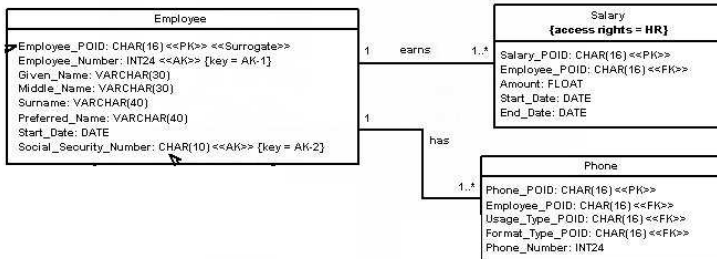 Employee
Employee_POID: CHAR(16) <<PK>> <<Surrogate>>
Employee_Number: INT24 <<AK>> {key = AK-1}
Given_Name: VARCHAR(30)
Middle_Name: VARCHAR(30)
Surname: VARCHAR(40)
Preferred_Name: VARCHAR(40)
Start_Date: DATE
Social_Security_Number: CHAR(10) <<AK>> {key = AK-2}
1 earns 1..*
Salary
{access rights = HR}
Salary_POID: CHAR(16) <<PK>>
Employee_POID: CHAR(16) <<FK>>
Amount: FLOAT
Start_Date: DATE
End_Date: DATE
1
has
1..*
Phone
Phone_POID: CHAR(16) <<PK>>
Employee_POID: CHAR(16) <<FK>>
Usage_Type_POID: CHAR(16) <<FK>>
Format_Type_POID: CHAR(16) <<FK>>
Phone_Number: INT24